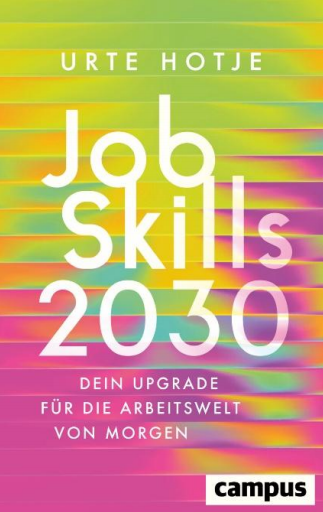 URTE HOTJE
Job
Skills
2030
DEIN UPGRADE
FÜR DIE ARBEITSWELT
VON MORGEN
campus